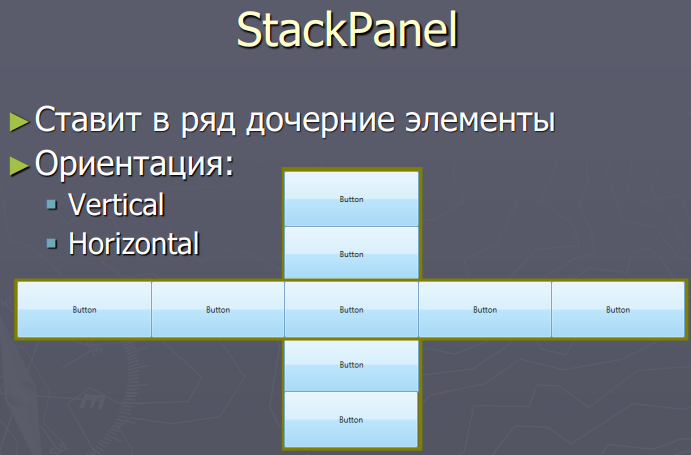 StackPanel
►Ставит в ряд дочерние элементы
►Ориентация:
▪ Vertical
▪ Horizontal
Button
Button
Button Button Button Button Button
Button
Button